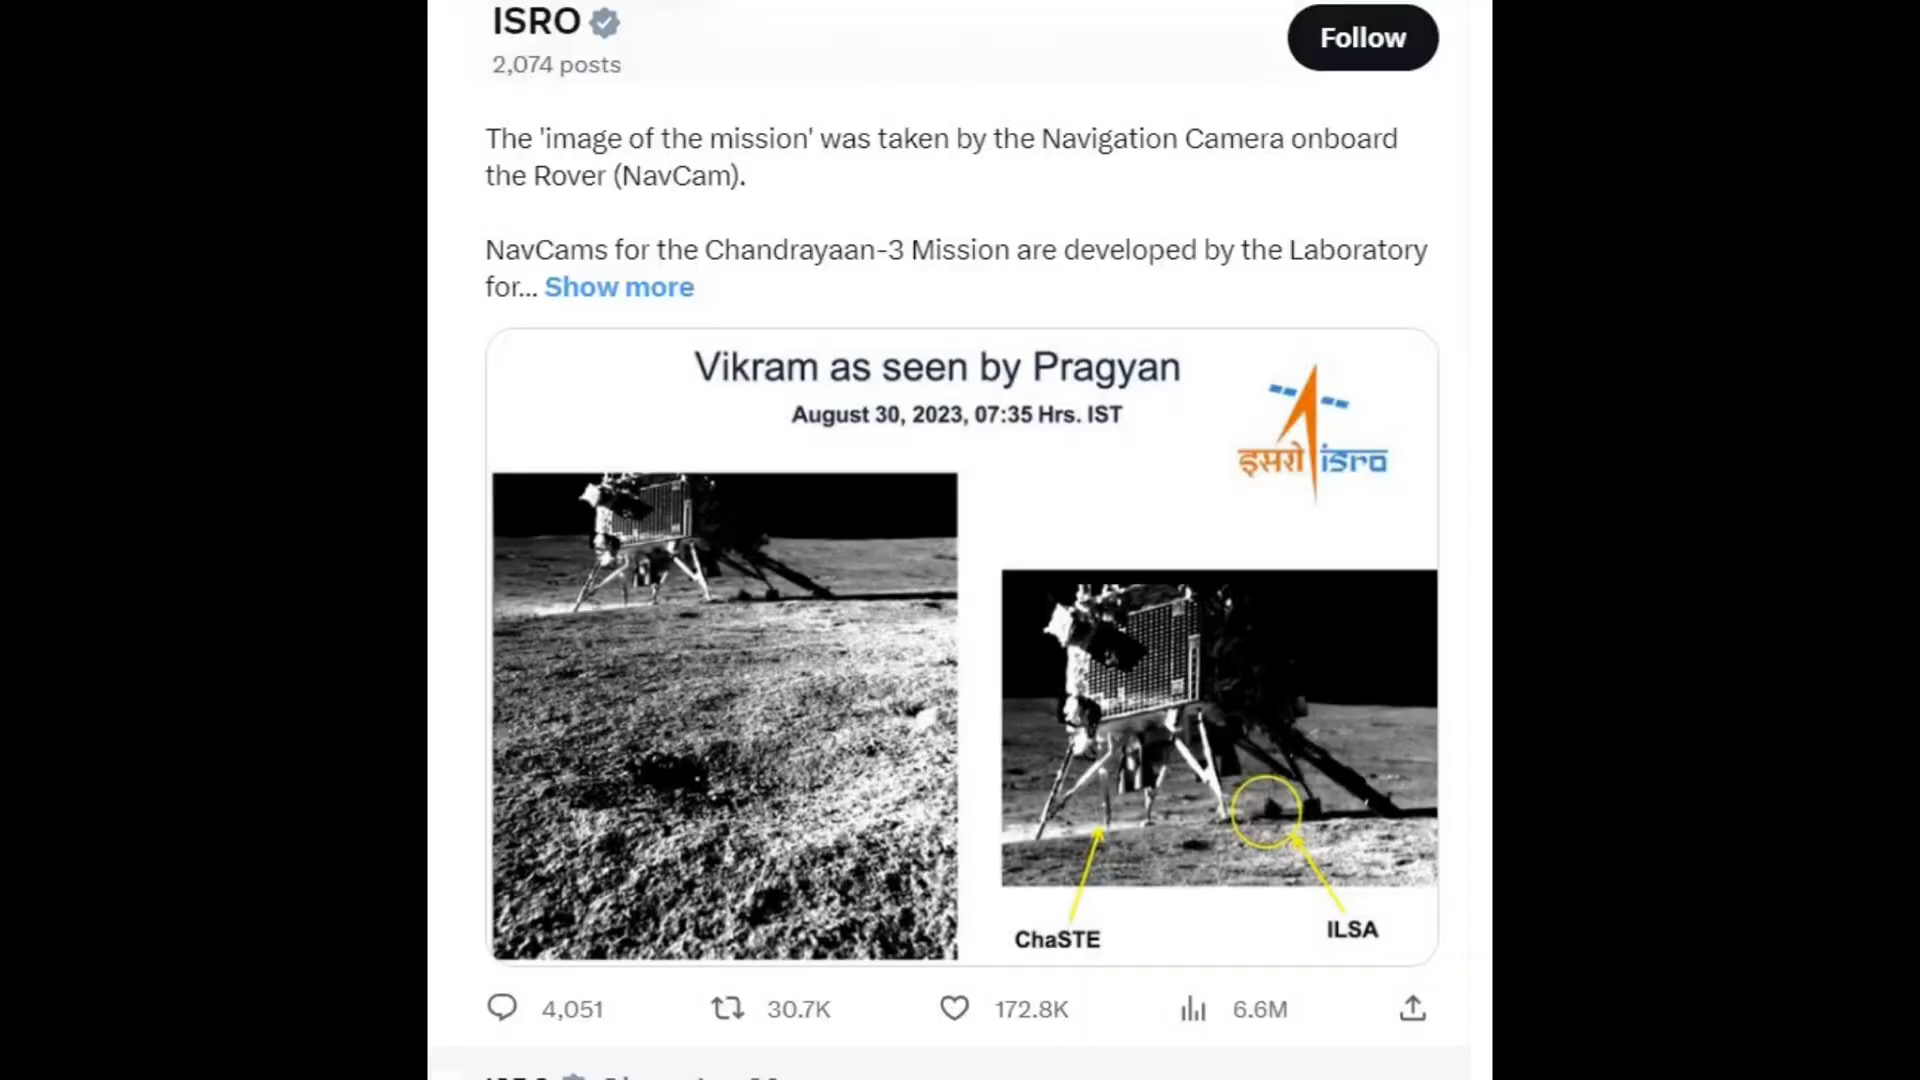 ISRO
2,074 posts
Follow
The 'image of the mission' was taken by the Navigation Camera onboard
the Rover (NavCam).
NavCams for the Chandrayaan-3 Mission are developed by the Laboratory
for... Show more
Vikram as seen by Pragyan
August 30, 2023, 07:35 Hrs. IST
इसरो isro
ChaSTE
ILSA
4,051 30.7K 172.8K 6.6M